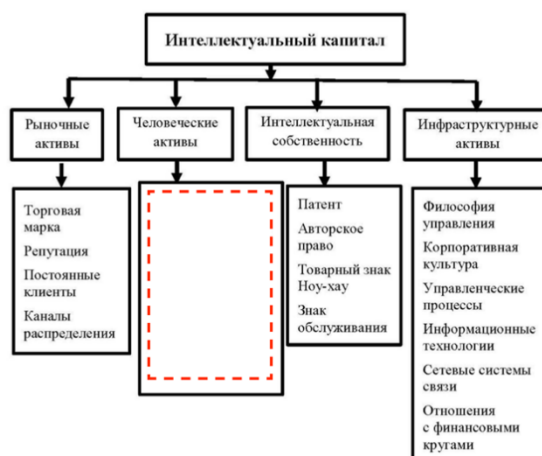 Интеллектуальный капитал
Рыночные
активы
Человеческие
активы
Интеллектуальная
собственность
Инфраструктурные
активы
Торговая
марка
Репутация
Постоянные
клиенты
Каналы
распределения
Патент
Авторское
право
Товарный знак
Ноу-хау
Знак
обслуживания
Философия
управления
Корпоративная
культура
Управленческие
процессы
Информационные
технологии
Сетевые системы
связи
Отношения
с финансовыми
кругами